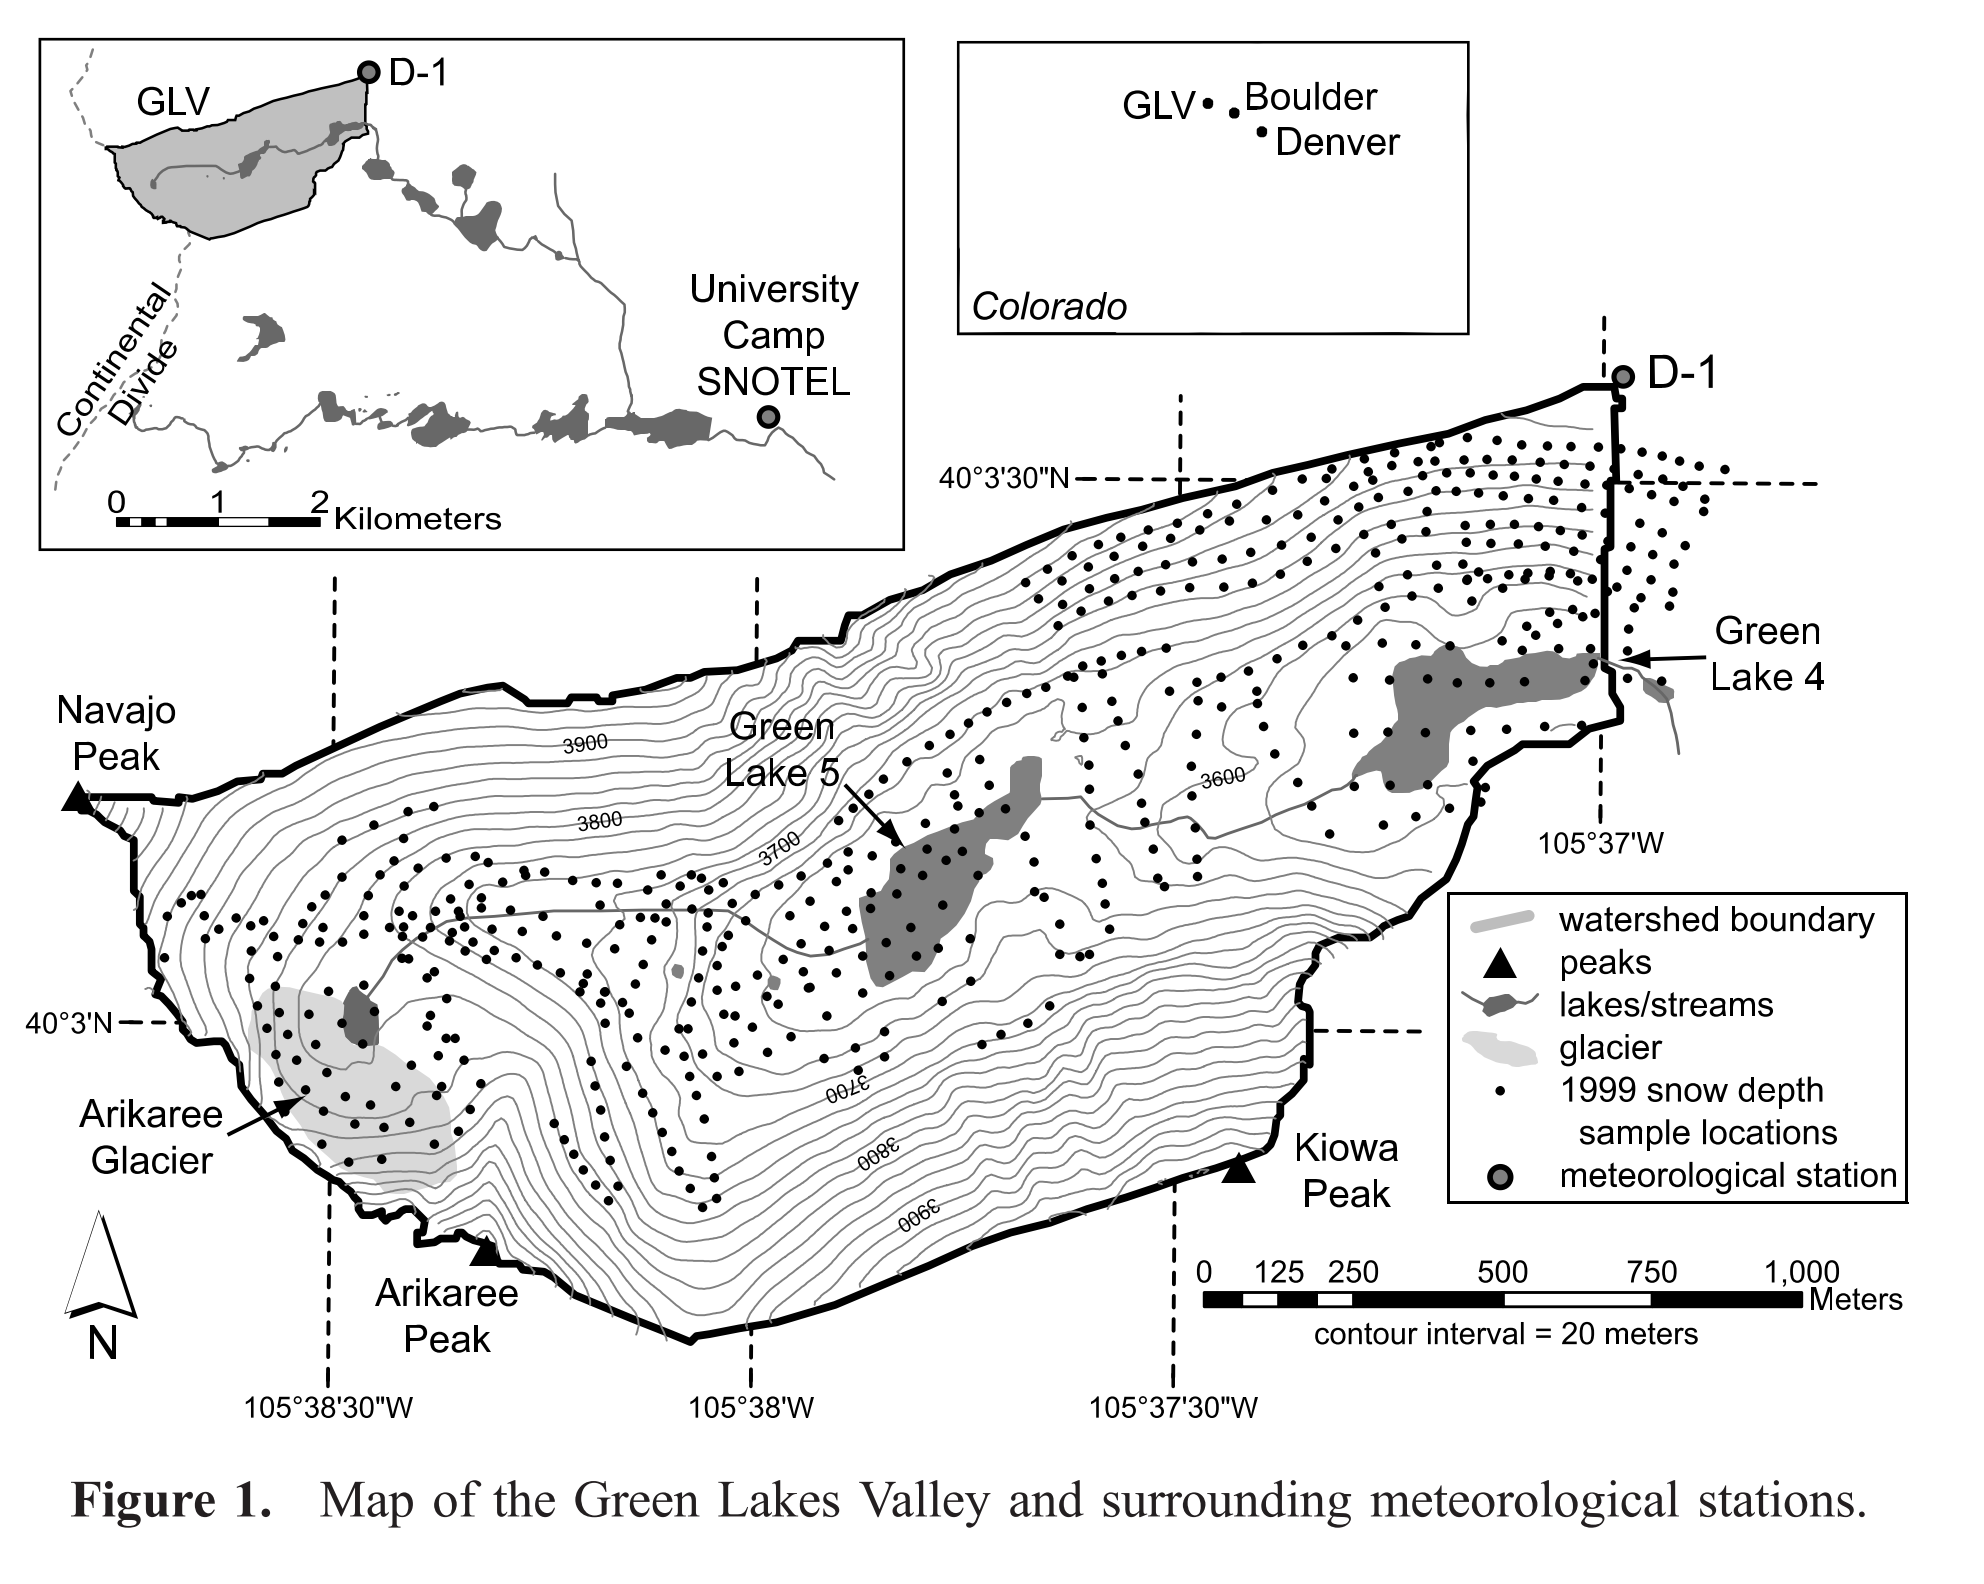 D-1
GLV
University
Camp
SNOTEL
Continental
Divide
0 1 2
Kilometers
GLV
Boulder
Denver
Colorado
D-1
40°3'30"N
Green
Lake 4
Navajo
Peak
3900
Green
Lake 5
3600
3800
3700
105°37'W
watershed boundary
peaks
lakes/streams
glacier
1999 snow depth
sample locations
meteorological station
40°3'N
Arikaree
Glacier
3700
3800
3900
Kiowa
Peak
N
Arikaree
Peak
0 125 250 500 750 1,000
Meters
contour interval = 20 meters
105°38'30"W 105°38'W 105°37'30"W
Figure 1. Map of the Green Lakes Valley and surrounding meteorological stations.